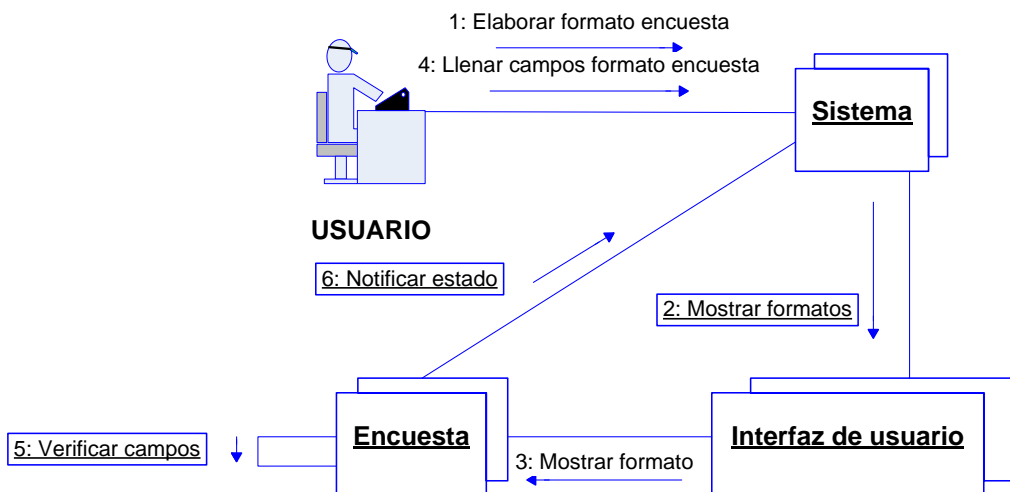 1: Elaborar formato encuesta
4: Llenar campos formato encuesta
Sistema
USUARIO
6: Notificar estado
2: Mostrar formatos
5: Verificar campos
Encuesta
Interfaz de usuario
3: Mostrar formato